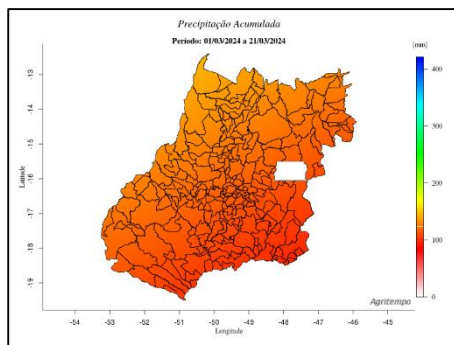 Precipitação Acumulada
Período: 01/03/2024 a 21/03/2024
[mm]
400
300
200
100
0
-13
-14
-15
-16
-17
-18
-19
Latitude
-54 -53 -52 -51 -50 -49 -48 -47 -46 -45
Longitude
Agritempo